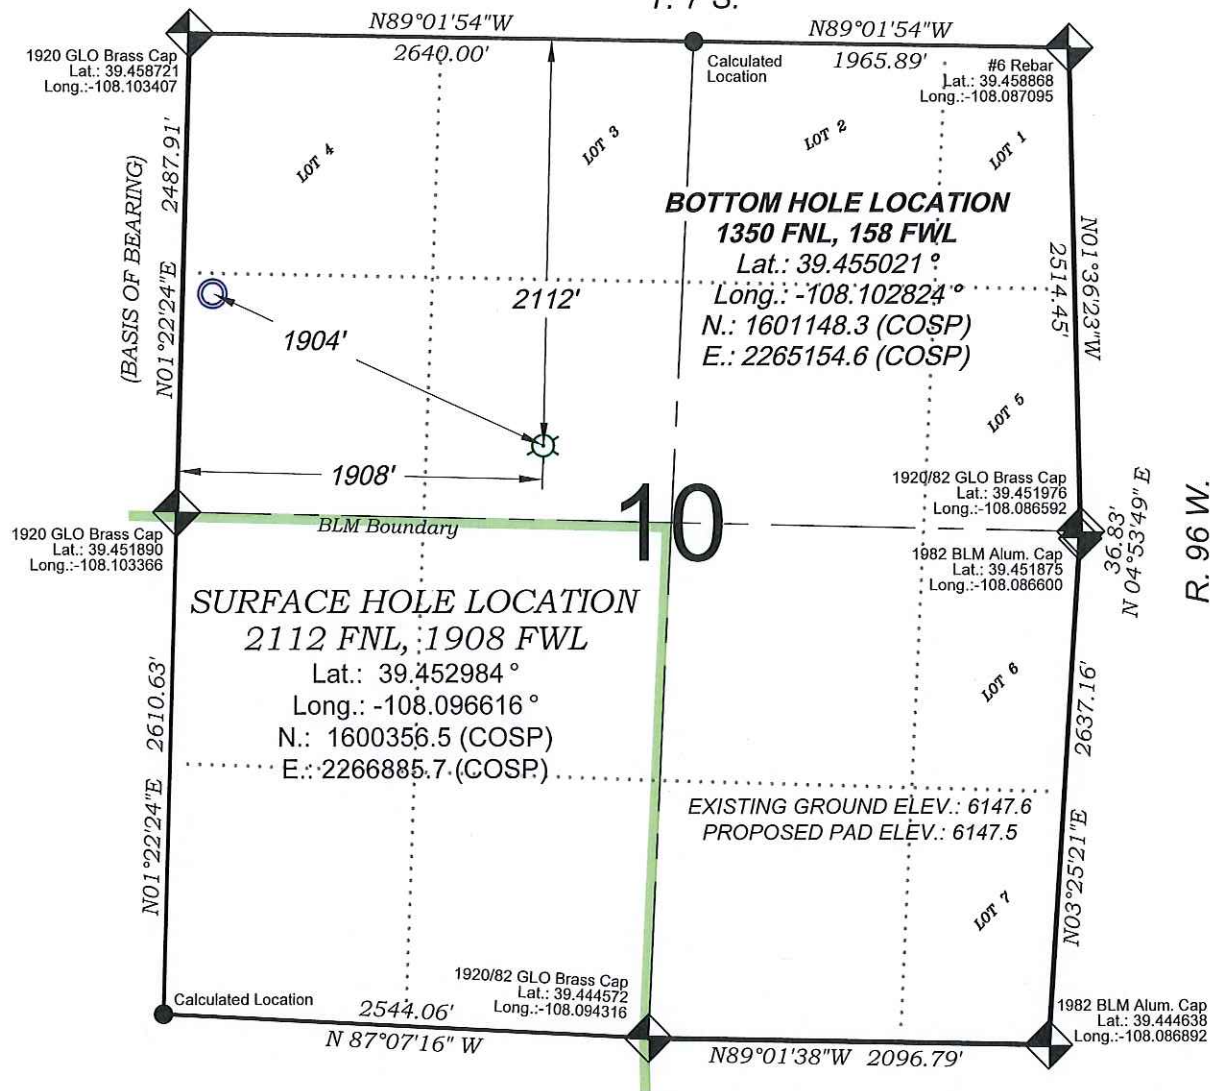 T. 7 S.
N89°01'54"W
2640.00'
N89°01'54"W
1965.89'
1920 GLO Brass Cap
Lat.: 39.458721
Long.:-108.103407
Calculated
Location
#6 Rebar
Lat.: 39.458868
Long.:-108.087095
LOT 4
LOT 3
LOT 2
LOT 1
(BASIS OF BEARING)
N01°22'24"E
2487.91'
BOTTOM HOLE LOCATION
1350 FNL, 158 FWL
Lat.: 39.455021°
Long.: -108.102824°
N.: 1601148.3 (COSP)
E.: 2265154.6 (COSP)
N01°36'23"W
2514.45'
2112'
1904'
1908'
LOT 5
10
1920/82 GLO Brass Cap
Lat.: 39.451976
Long.:-108.086592
1920 GLO Brass Cap
Lat.: 39.451890
Long.:-108.103366
BLM Boundary
1982 BLM Alum. Cap
Lat.: 39.451875
Long.:-108.086600
36.83'
N 04°53'49" E
R. 96 W.
SURFACE HOLE LOCATION
2112 FNL, 1908 FWL
Lat.: 39.452984°
Long.: -108.096616°
N.: 1600356.5 (COSP)
E.: 2266885.7 (COSP)
LOT 6
N01°22'24"E
2610.63'
2637.16'
N03°25'21"E
EXISTING GROUND ELEV.: 6147.6
PROPOSED PAD ELEV.: 6147.5
LOT 7
Calculated Location
2544.06'
N 87°07'16" W
1920/82 GLO Brass Cap
Lat.: 39.444572
Long.:-108.094316
N89°01'38"W 2096.79'
1982 BLM Alum. Cap
Lat.: 39.444638
Long.:-108.086892